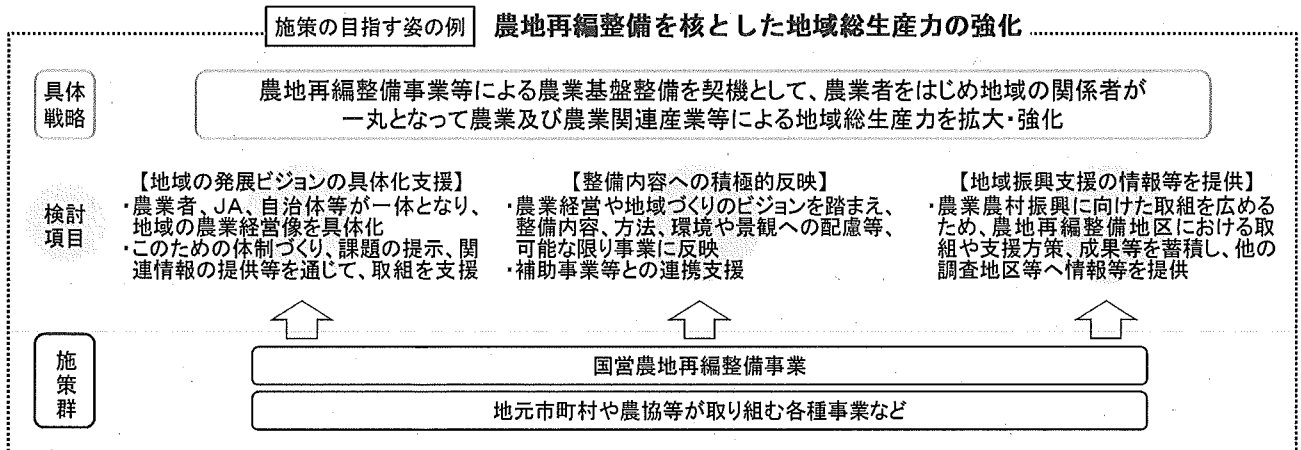 施策の目指す姿の例
農地再編整備を核とした地域総生産力の強化
具体
戦略
農地再編整備事業等による農業基盤整備を契機として、農業者をはじめ地域の関係者が
一丸となって農業及び農業関連産業等による地域総生産力を拡大・強化
検討
項目
【地域の発展ビジョンの具体化支援】
・農業者、JA、自治体等が一体となり、
地域の農業経営像を具体化
・このための体制づくり、課題の提示、関
連情報の提供等を通じて、取組を支援
【整備内容への積極的反映】
・農業経営や地域づくりのビジョンを踏まえ、
整備内容、方法、環境や景観への配慮等、
可能な限り事業に反映
・補助事業等との連携支援
【地域振興支援の情報等を提供】
・農業農村振興に向けた取組を広める
ため、農地再編整備地区における取
組や支援方策、成果等を蓄積し、他の
調査地区等へ情報等を提供
施
策
群
国営農地再編整備事業
地元市町村や農協等が取り組む各種事業など